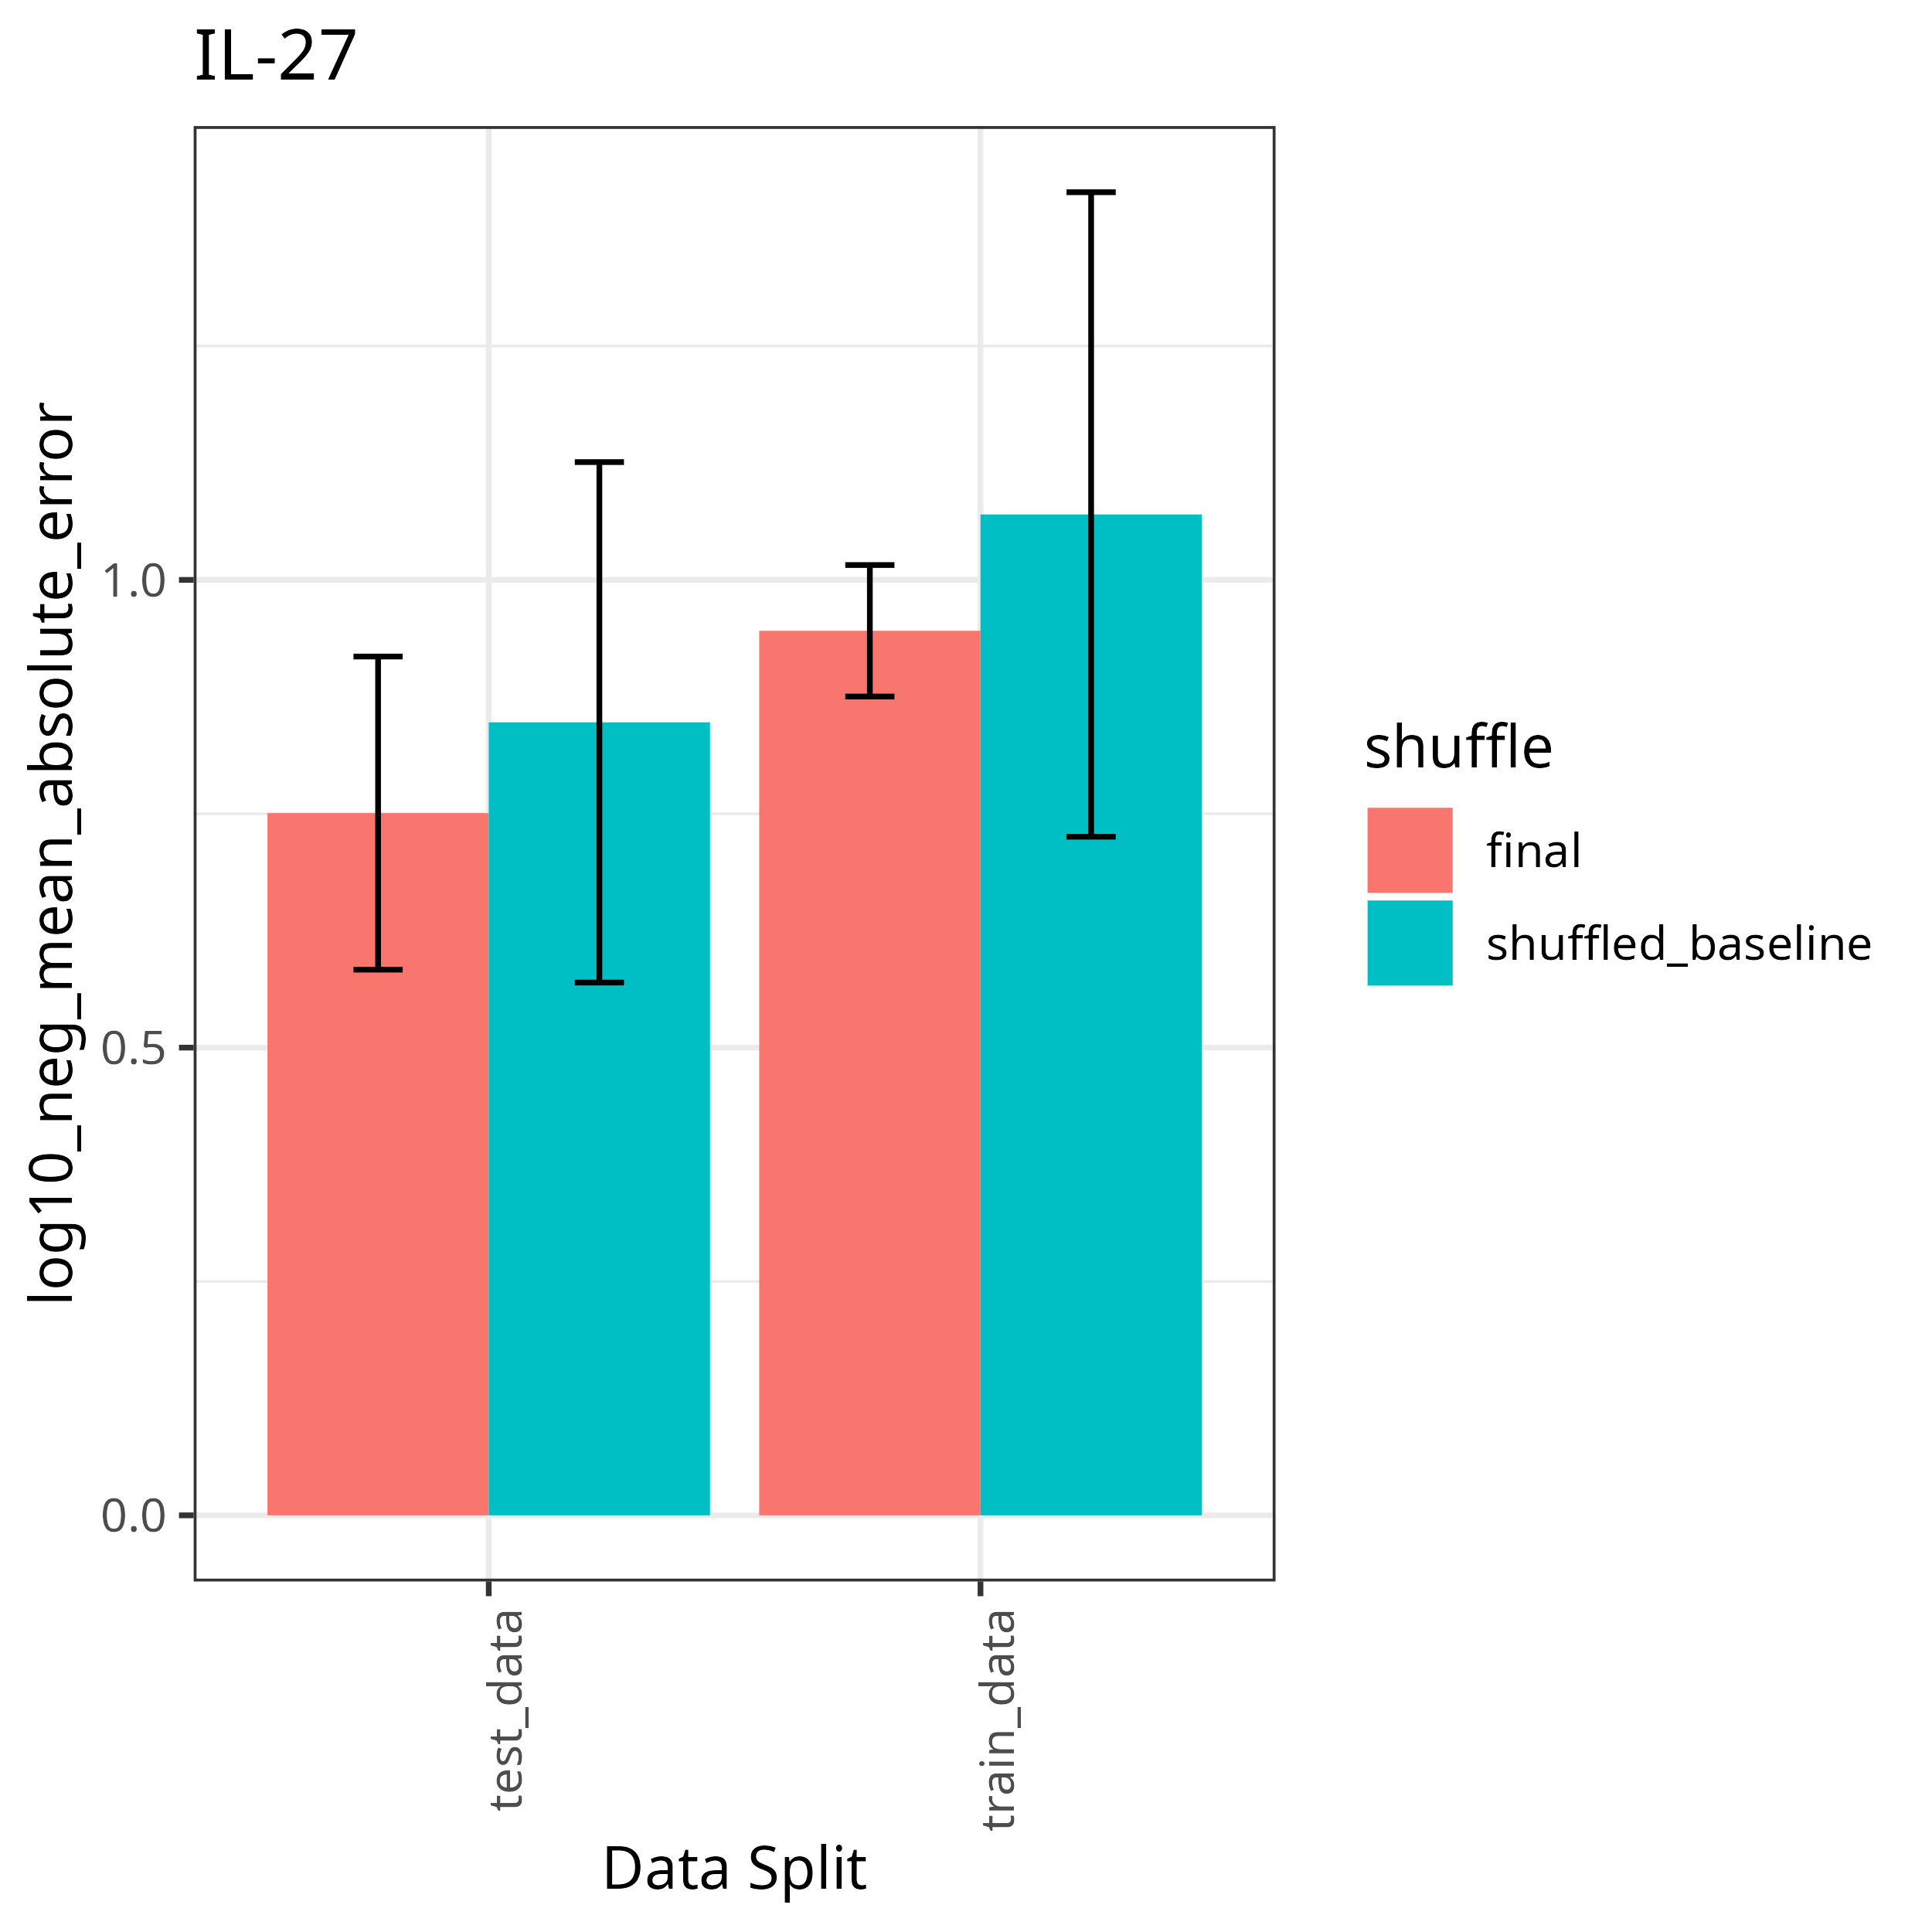 IL-27
log10_neg_mean_absolute_error
1.0
0.5
0.0
test_data
train_data
Data Split
shuffle
final
shuffled_baseline